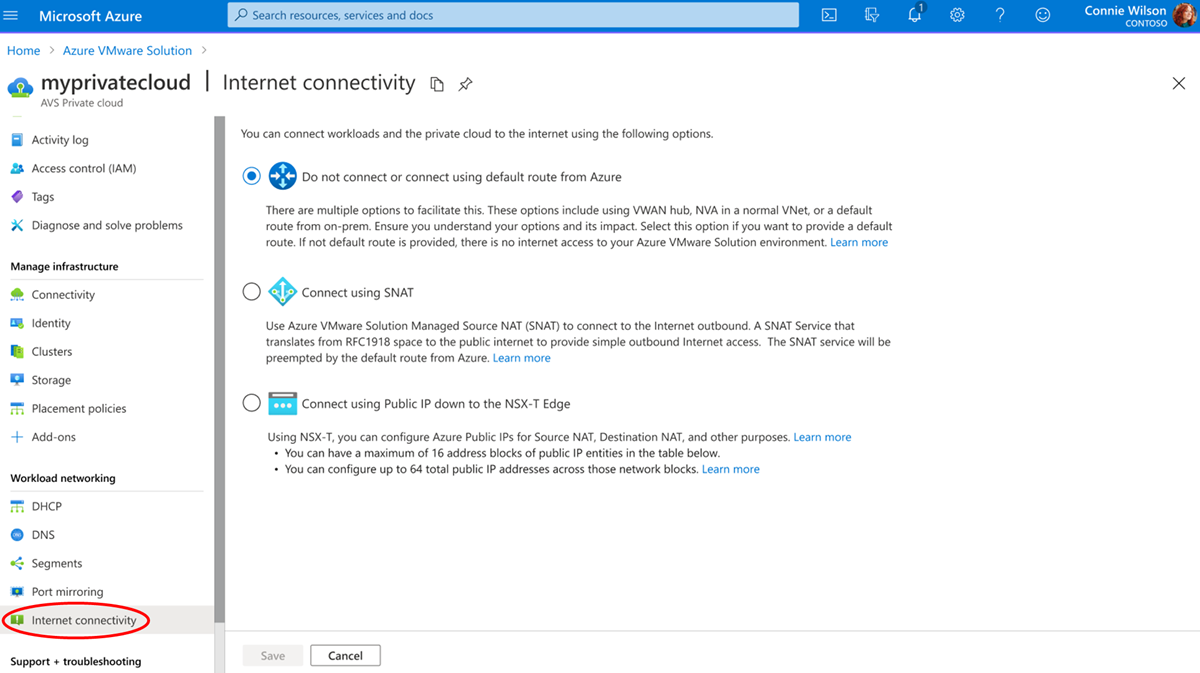 Microsoft Azure
Search resources, services and docs
1
Connie Wilson
CONTOSO
Home > Azure VMware Solution >
myprivatecloud | Internet connectivity
AVS Private cloud
Activity log
Access control (IAM)
Tags
Diagnose and solve problems
Manage infrastructure
Connectivity
Identity
Clusters
Storage
Placement policies
Add-ons
Workload networking
DHCP
DNS
Segments
Port mirroring
Internet connectivity
Support + troubleshooting
You can connect workloads and the private cloud to the internet using the following options.
Do not connect or connect using default route from Azure
There are multiple options to facilitate this. These options include using VWAN hub, NVA in a normal VNet, or a default
route from on-prem. Ensure you understand your options and its impact. Select this option if you want to provide a default
route. If not default route is provided, there is no internet access to your Azure VMware Solution environment. Learn more
Connect using SNAT
Use Azure VMware Solution Managed Source NAT (SNAT) to connect to the Internet outbound. A SNAT Service that
translates from RFC1918 space to the public internet to provide simple outbound Internet access. The SNAT service will be
preempted by the default route from Azure. Learn more
Connect using Public IP down to the NSX-T Edge
Using NSX-T, you can configure Azure Public IPs for Source NAT, Destination NAT, and other purposes. Learn more
• You can have a maximum of 16 address blocks of public IP entities in the table below.
• You can configure up to 64 total public IP addresses across those network blocks. Learn more
Save
Cancel